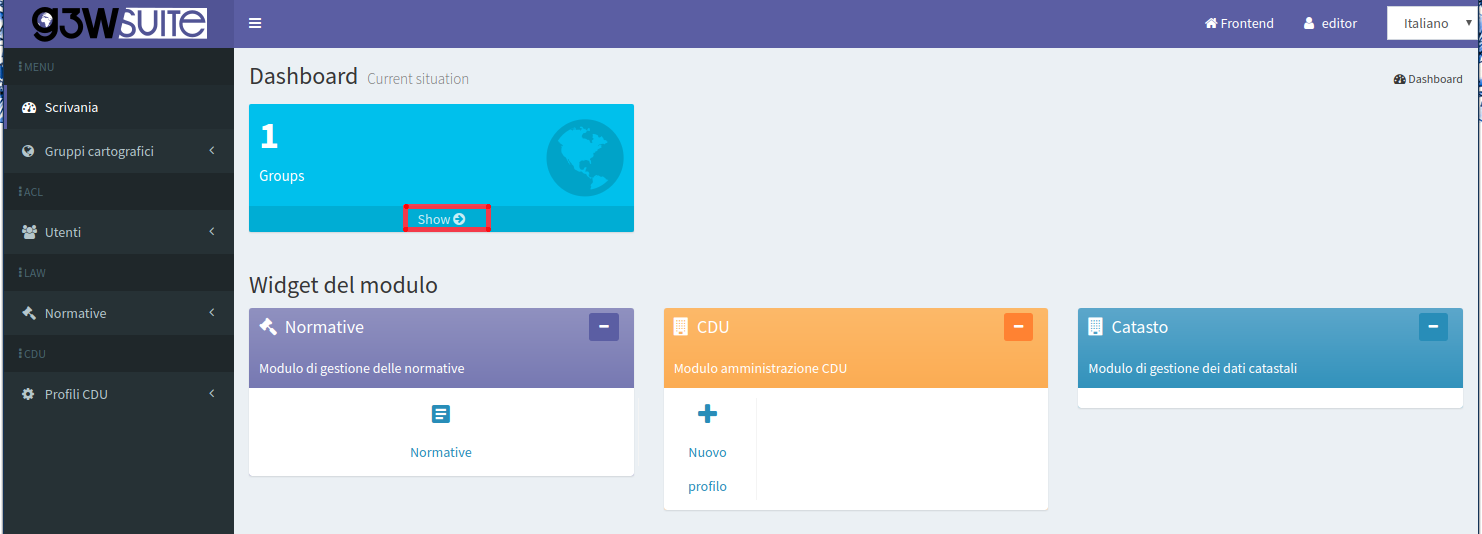 g3wsuite
Frontend
editor
Italiano
MENU
Scrivania
Gruppi cartografici
ACL
Utenti
LAW
Normative
CDU
Profili CDU
Dashboard Current situation
Dashboard
1
Groups
Show
Widget del modulo
Normative
Modulo di gestione delle normative
Normative
CDU
Modulo amministrazione CDU
Nuovo
profilo
Catasto
Modulo di gestione dei dati catastali